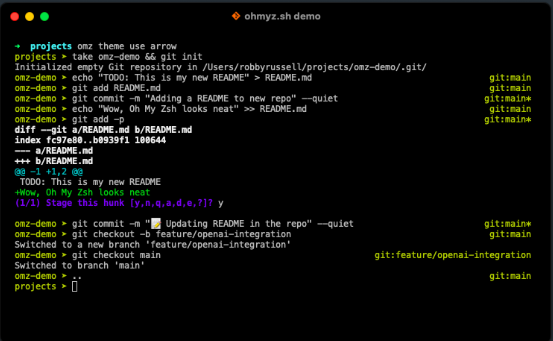 ohmyz.sh demo
➜ projects omz theme use arrow
projects ➤ take omz-demo && git init
Initialized empty Git repository in /Users/robbyrussell/projects/omz-demo/.git/
omz-demo ➤ echo "TODO: This is my new README" > README.md git:main
omz-demo ➤ git add README.md git:main
omz-demo ➤ git commit -m "Adding a README to new repo" --quiet git:main*
omz-demo ➤ echo "Wow, Oh My Zsh looks neat" >> README.md git:main
omz-demo ➤ git add -p git:main*
diff --git a/README.md b/README.md
index fc97e80..b0939f1 100644
--- a/README.md
+++ b/README.md
@@ -1 +1,2 @@
 TODO: This is my new README
+Wow, Oh My Zsh looks neat
(1/1) Stage this hunk [y,n,q,a,d,e,?]? y
omz-demo ➤ git commit -m "📝 Updating README in the repo" --quiet git:main*
omz-demo ➤ git checkout -b feature/openai-integration git:main
Switched to a new branch 'feature/openai-integration'
omz-demo ➤ git checkout main git:feature/openai-integration
Switched to branch 'main'
omz-demo ➤ .. git:main
projects ➤